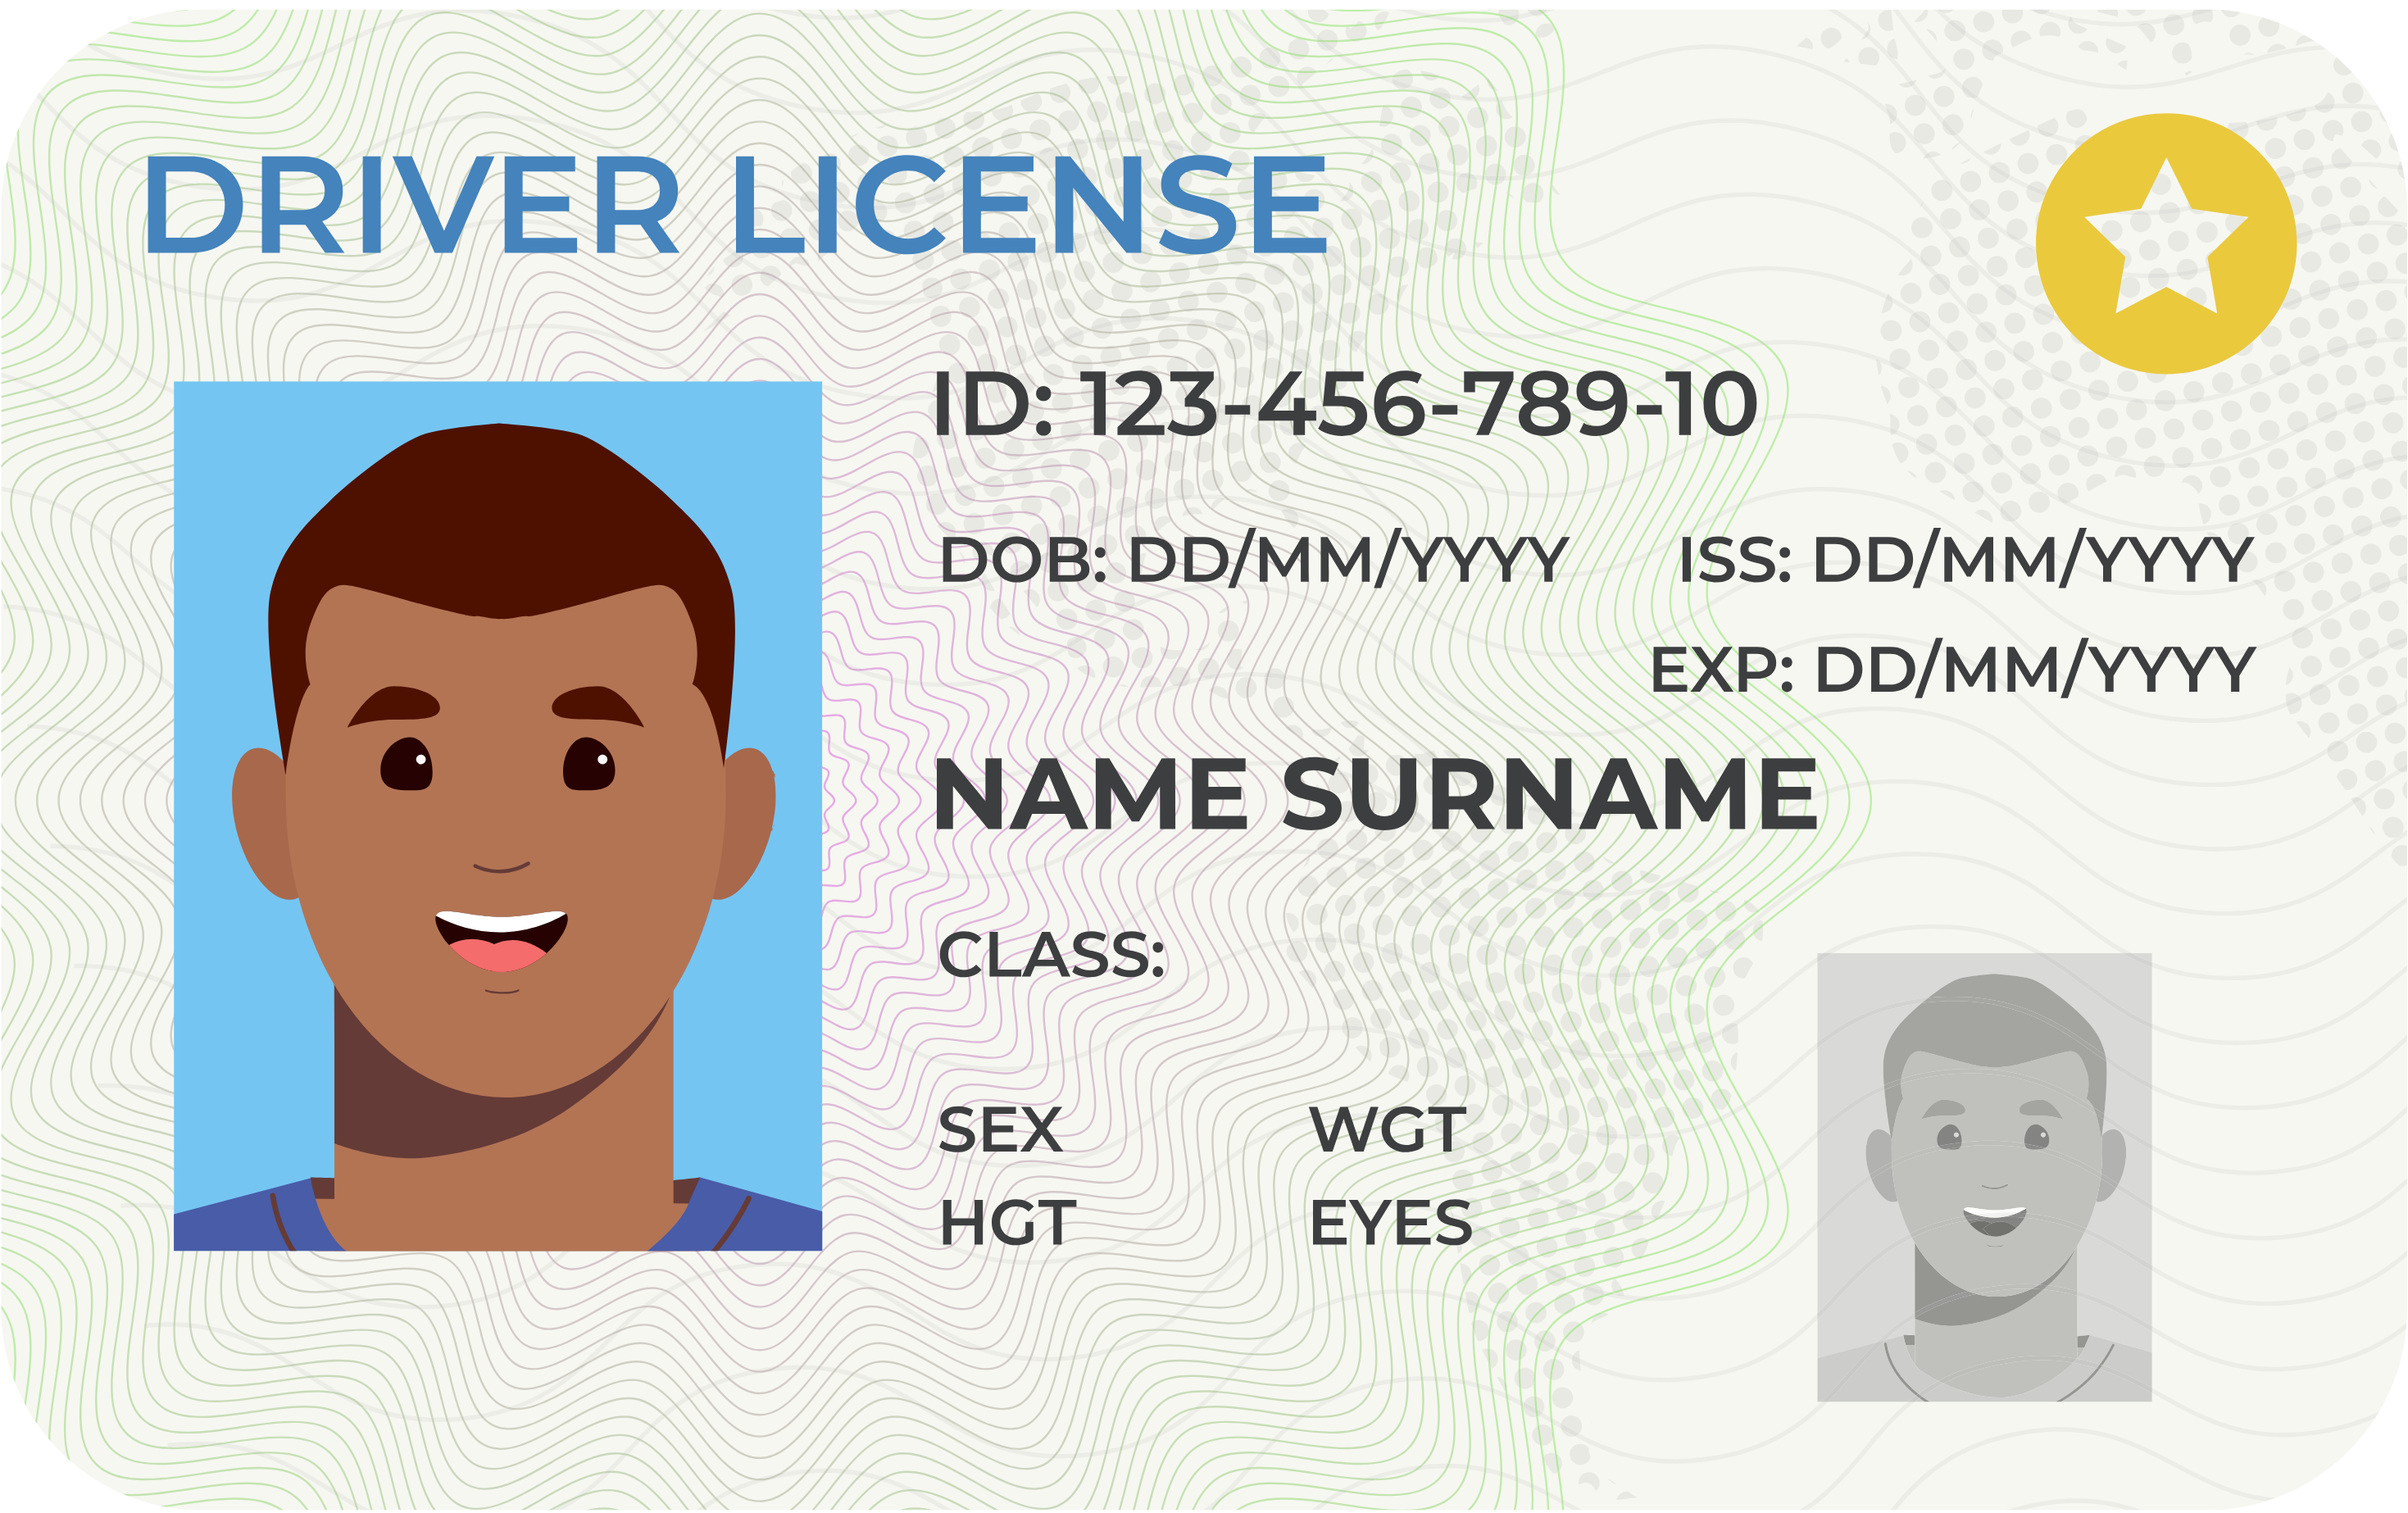 DRIVER LICENSE
ID: 123-456-789-10
DOB: DD/MM/YYYY ISS: DD/MM/YYYY
EXP: DD/MM/YYYY
NAME SURNAME
CLASS:
SEX WGT
HGT EYES